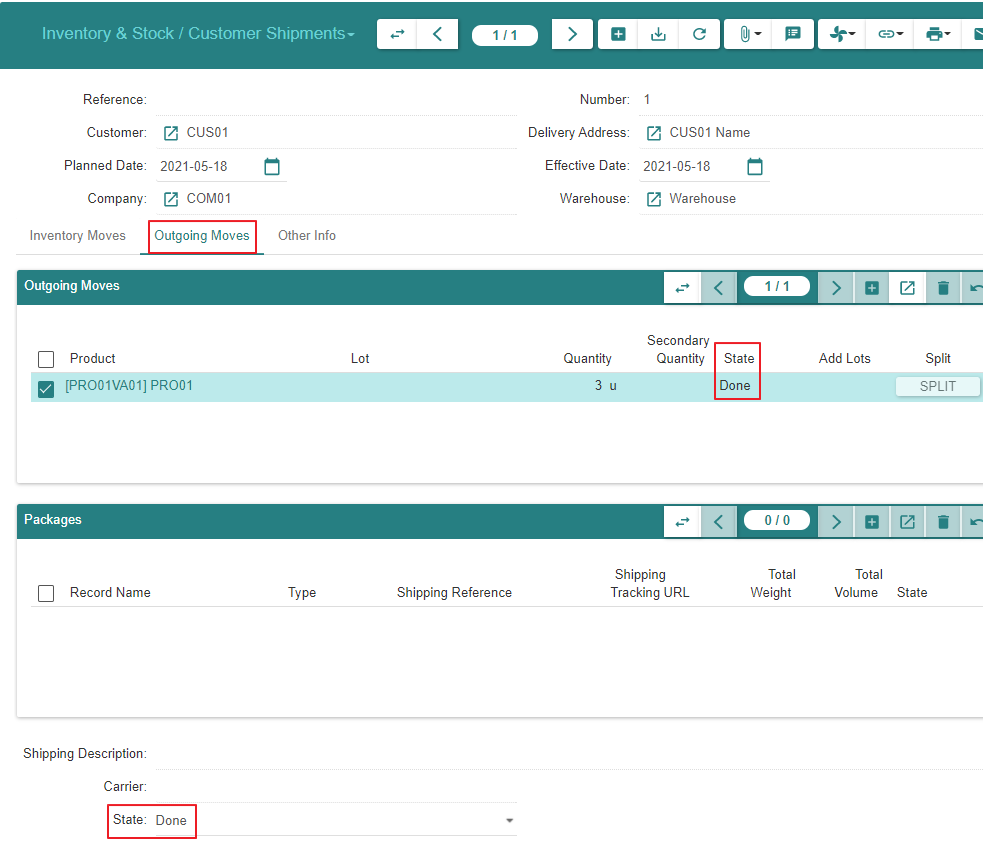 Inventory & Stock / Customer Shipments
1 / 1
Reference:
Number: 1
Customer: CUS01
Delivery Address: CUS01 Name
Planned Date: 2021-05-18
Effective Date: 2021-05-18
Company: COM01
Warehouse: Warehouse
Inventory Moves Outgoing Moves Other Info
Outgoing Moves 1 / 1
Product Lot Quantity Secondary Quantity State Add Lots Split
[PRO01VA01] PRO01 3 u Done SPLIT
Packages 0 / 0
Record Name Type Shipping Reference Shipping Tracking URL Total Weight Total Volume State
Shipping Description:
Carrier:
State: Done